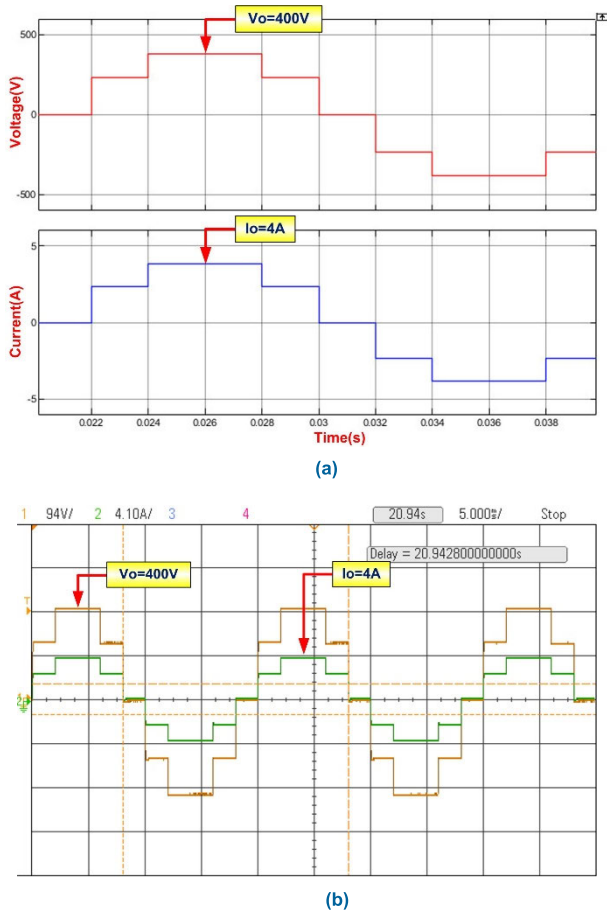 Vo=400V
500
0
-500
Voltage(V)
Io=4A
5
0
-5
Current(A)
0.022 0.024 0.026 0.028 0.03 0.032 0.034 0.036 0.038
Time(s)
(a)
1 94V/ 2 4.10A/ 3 4 20.94s 5.000㎳/ Stop
Delay = 20.942800000000s
Vo=400V
Io=4A
T
(b)